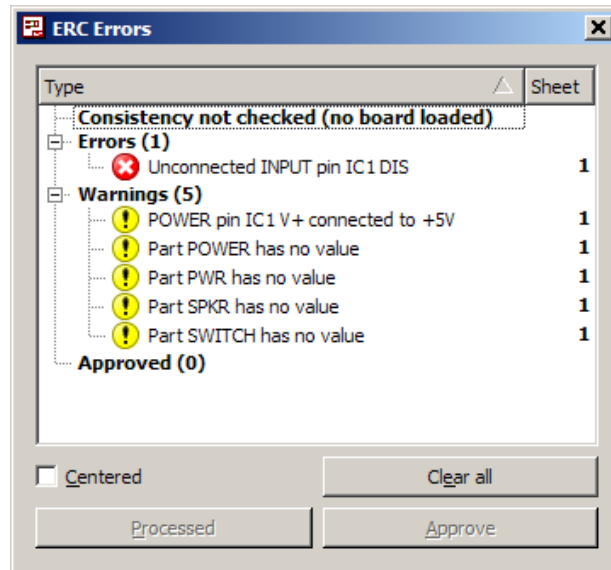 ERC Errors
Type Sheet
Consistency not checked (no board loaded)
Errors (1)
Unconnected INPUT pin IC1 DIS 1
Warnings (5)
POWER pin IC1 V+ connected to +5V 1
Part POWER has no value 1
Part PWR has no value 1
Part SPKR has no value 1
Part SWITCH has no value 1
Approved (0)
Centered Clear all
Processed Approve